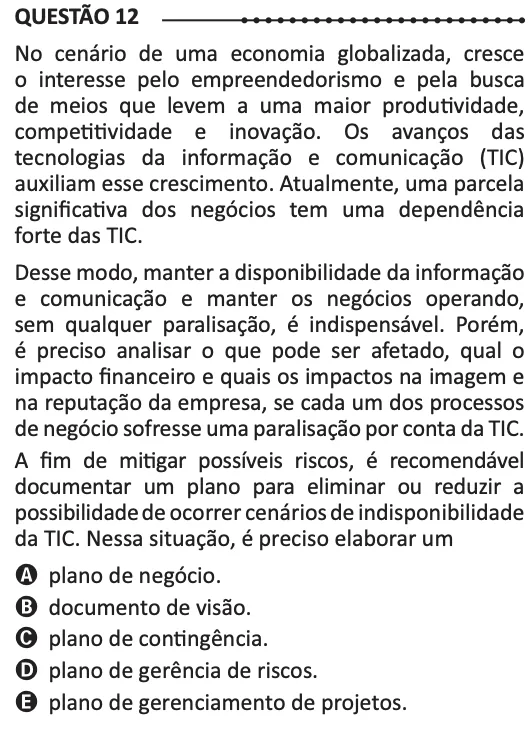 QUESTÃO 12
No cenário de uma economia globalizada, cresce
o interesse pelo empreendedorismo e pela busca
de meios que levem a uma maior produtividade,
competitividade e inovação. Os avanços das
tecnologias da informação e comunicação (TIC)
auxiliam esse crescimento. Atualmente, uma parcela
significativa dos negócios tem uma dependência
forte das TIC.
Desse modo, manter a disponibilidade da informação
e comunicação e manter os negócios operando,
sem qualquer paralisação, é indispensável. Porém,
é preciso analisar o que pode ser afetado, qual o
impacto financeiro e quais os impactos na imagem e
na reputação da empresa, se cada um dos processos
de negócio sofresse uma paralisação por conta da TIC.
A fim de mitigar possíveis riscos, é recomendável
documentar um plano para eliminar ou reduzir a
possibilidade de ocorrer cenários de indisponibilidade
da TIC. Nessa situação, é preciso elaborar um
A plano de negócio.
B documento de visão.
C plano de contingência.
D plano de gerência de riscos.
E plano de gerenciamento de projetos.